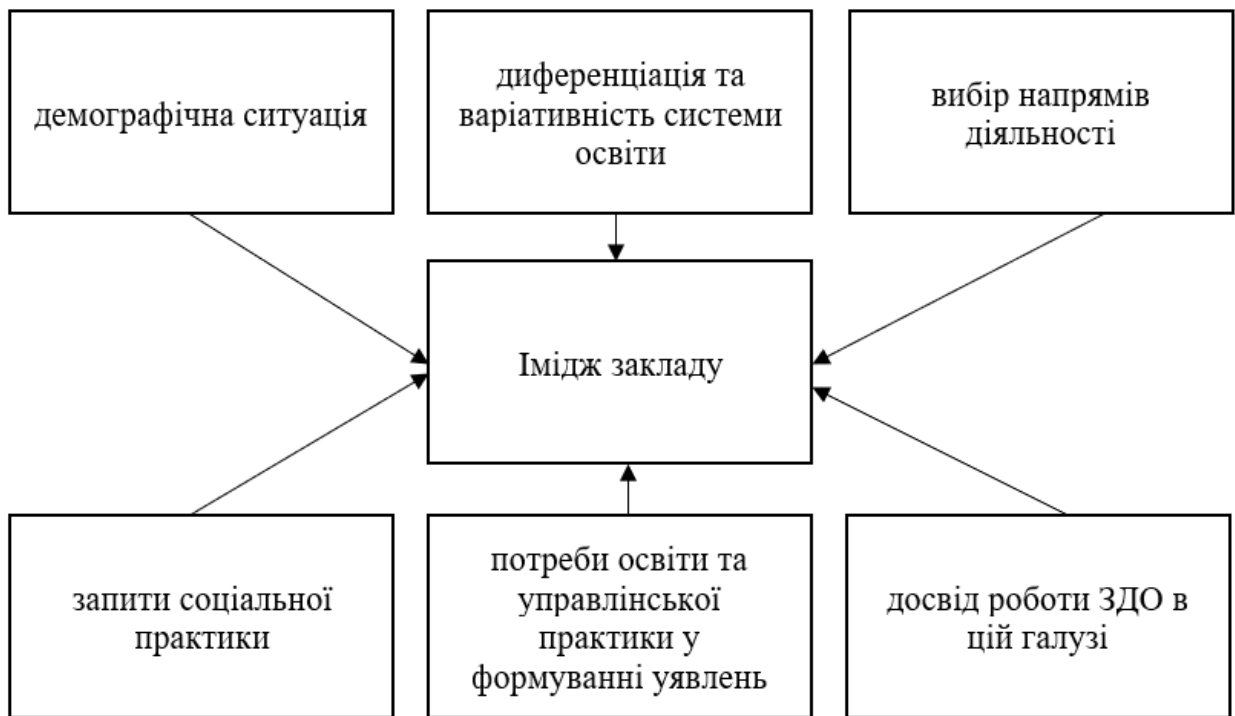 демографічна ситуація
диференціація та
варіативність системи
освіти
вибір напрямів
діяльності
Імідж закладу
запити соціальної
практики
потреби освіти та
управлінської
практики у
формуванні уявлень
досвід роботи ЗДО в
цій галузі